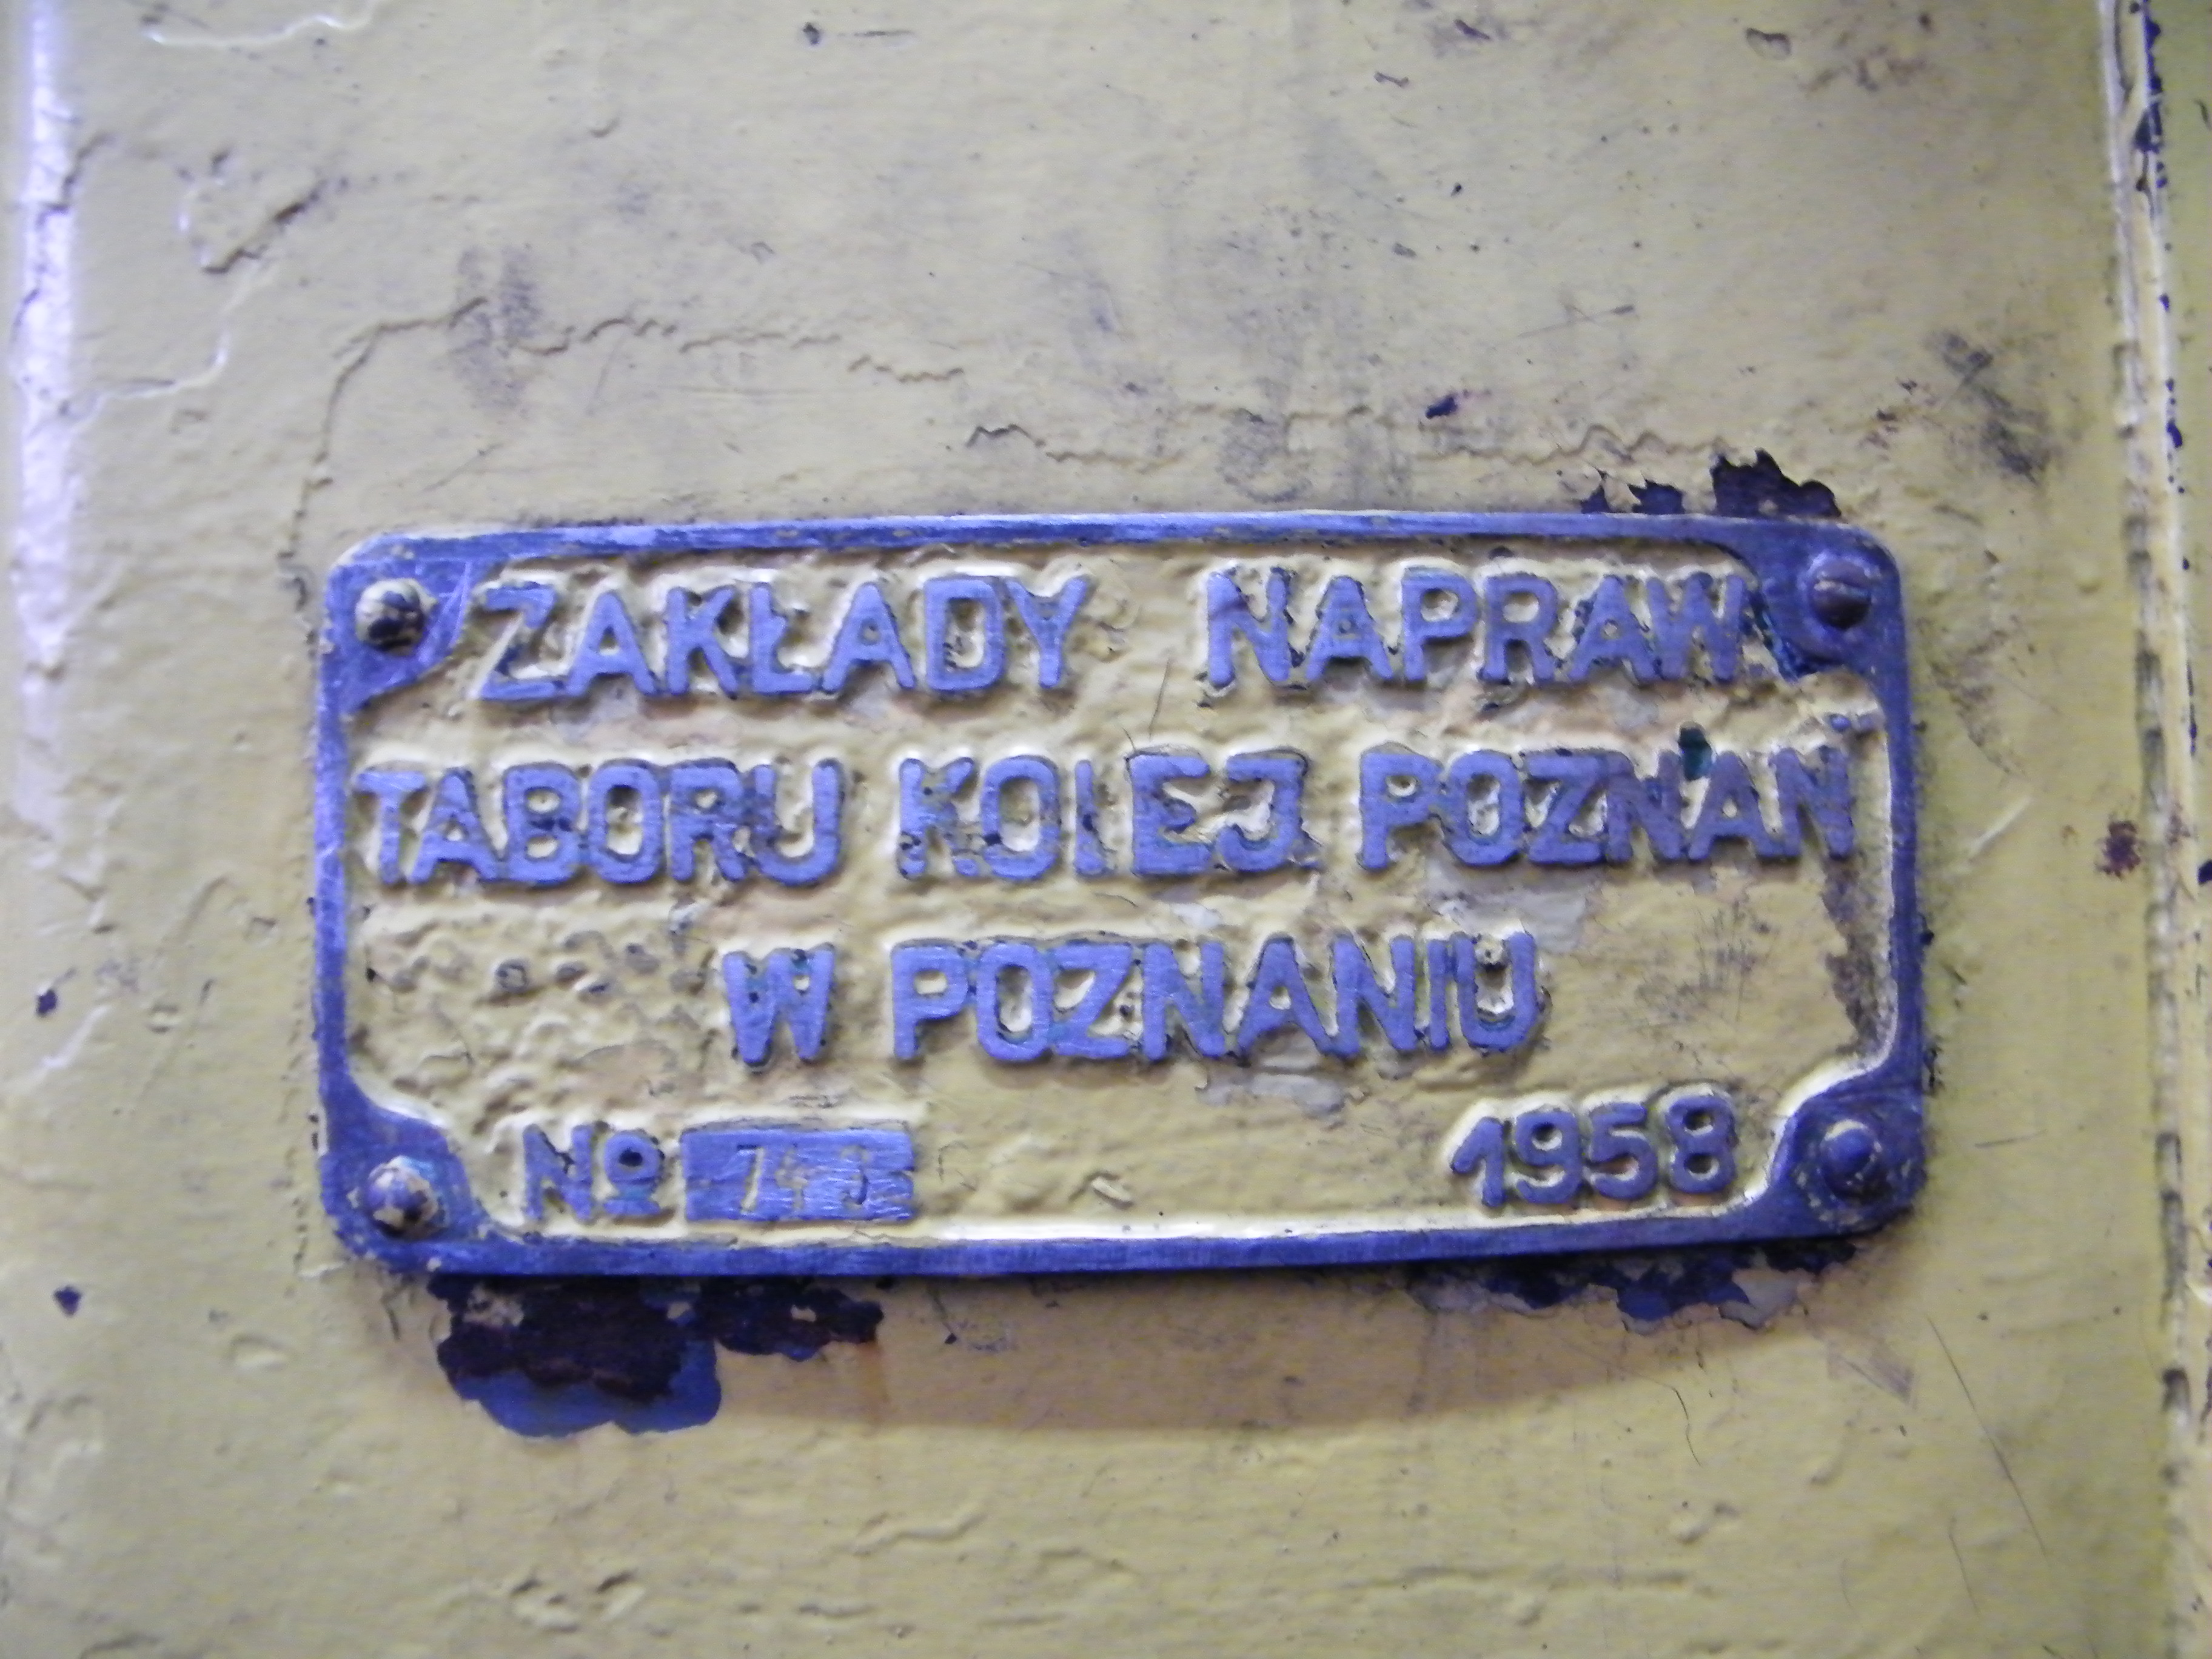 ZAKŁADY NAPRAW
TABORU KOLEJ POZNAŃ
W POZNANIU
Nº
1958